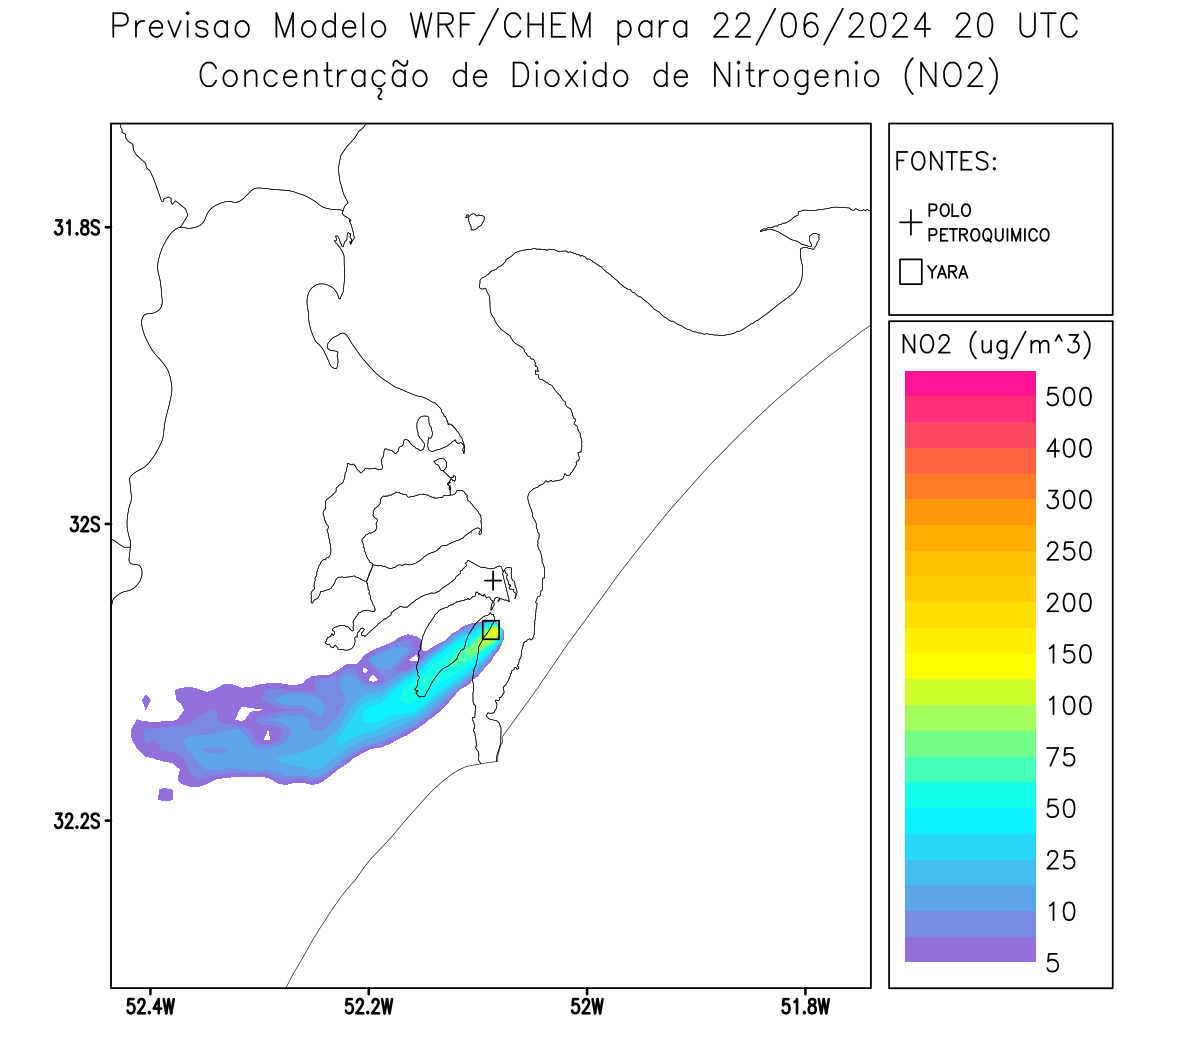 Previsao Modelo WRF/CHEM para 22/06/2024 20 UTC
Concentração de Dioxido de Nitrogenio (NO2)
FONTES:
POLO
PETROQUIMICO
YARA
NO2 (ug/m^3)
500
400
300
250
200
150
100
75
50
25
10
5
31.8S
32S
32.2S
52.4W
52.2W
52W
51.8W